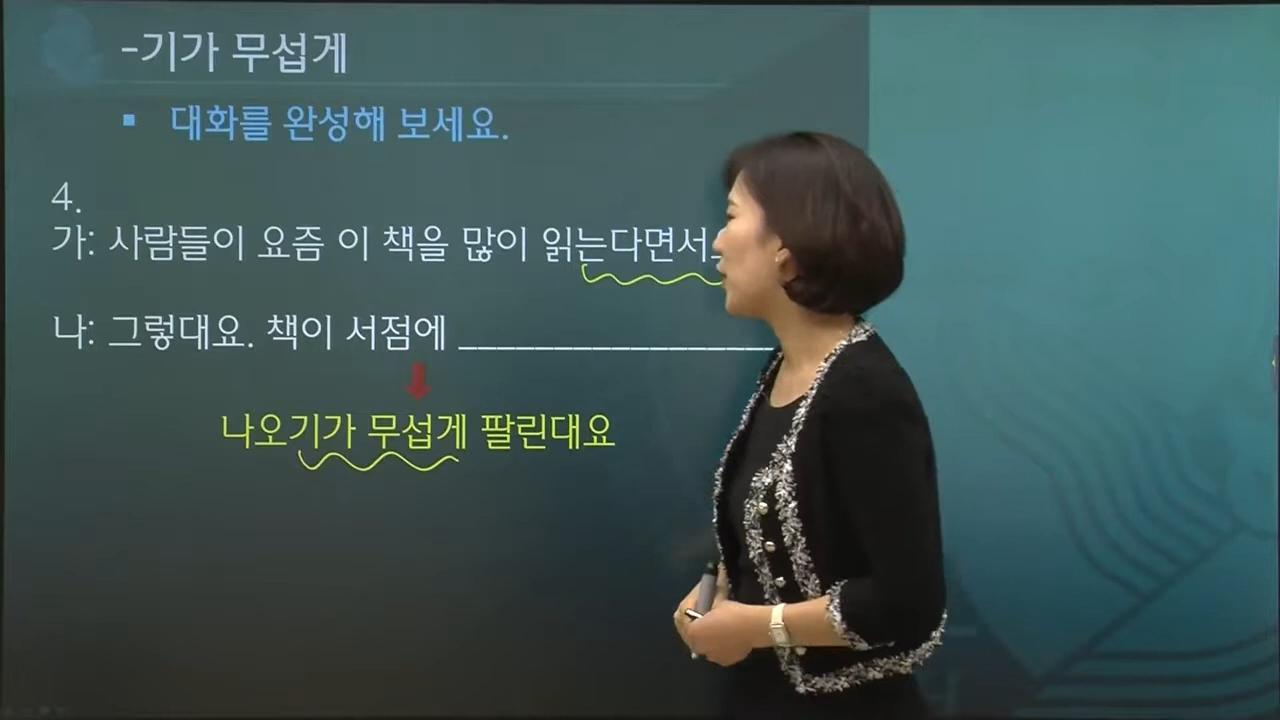 -기가 무섭게
▪ 대화를 완성해 보세요.
4.
가: 사람들이 요즘 이 책을 많이 읽는다면서
나: 그렇대요. 책이 서점에 _________________
나오기가 무섭게 팔린대요